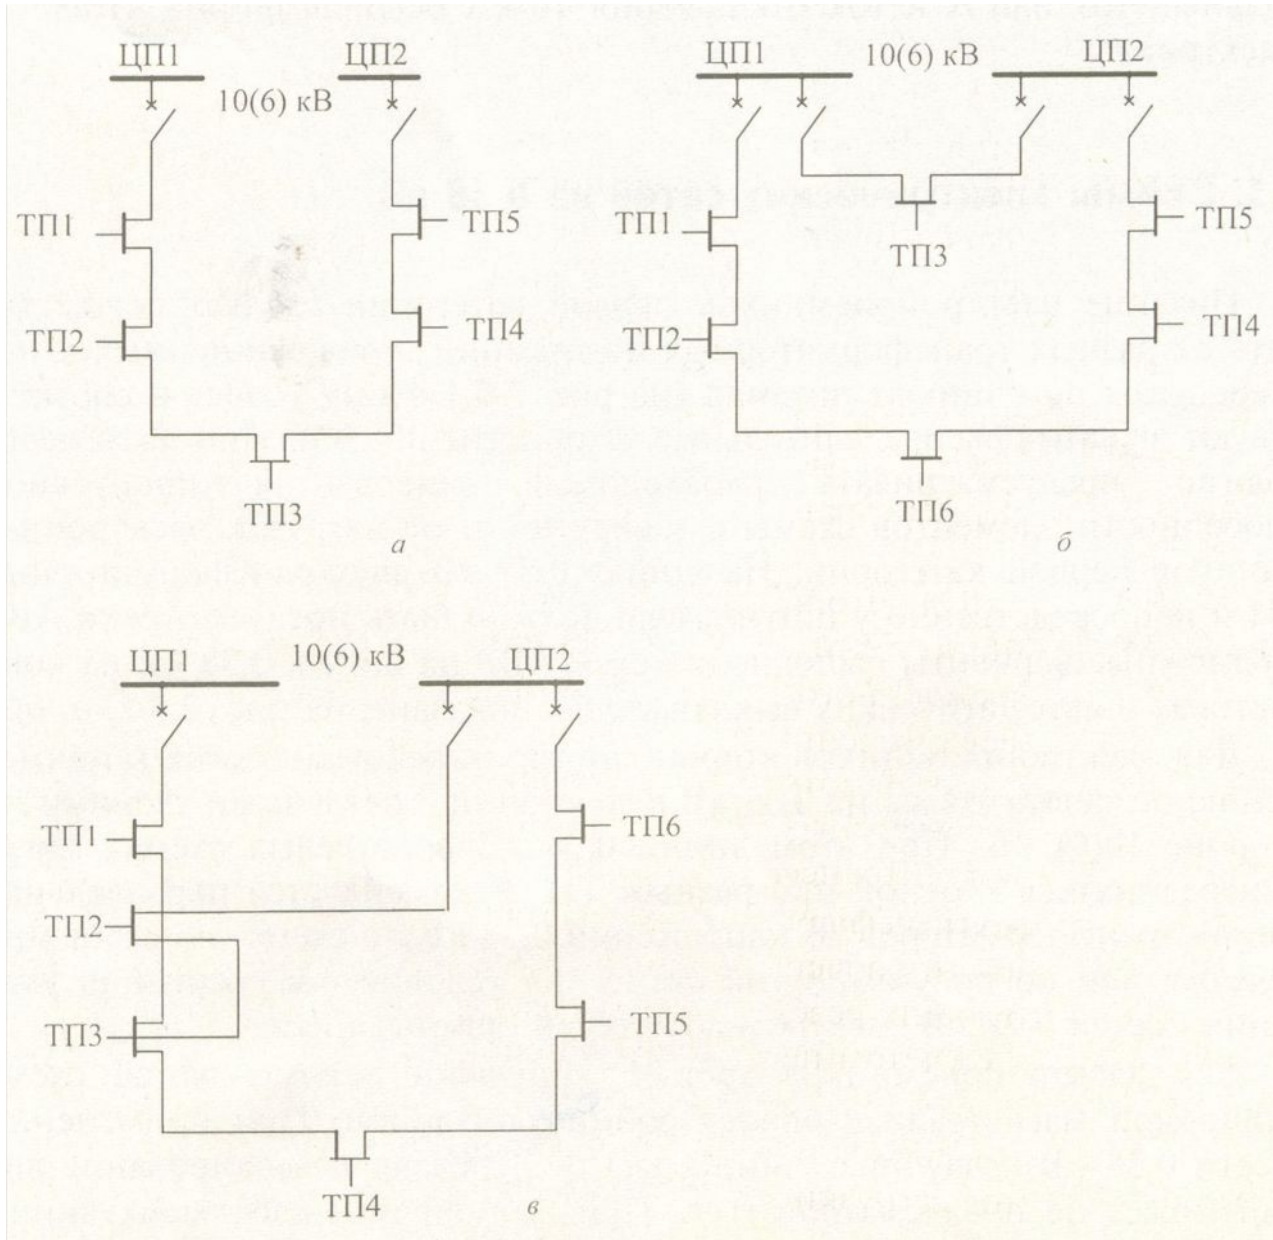 ЦП1 ЦП2
10(6) кВ
ТП1 ТП5
ТП2 ТП4
ТП3
а
ЦП1 10(6) кВ ЦП2
ТП1 ТП5
ТП3
ТП2 ТП4
ТП6
б
ЦП1 10(6) кВ ЦП2
ТП1 ТП6
ТП2
ТП3 ТП5
ТП4
в